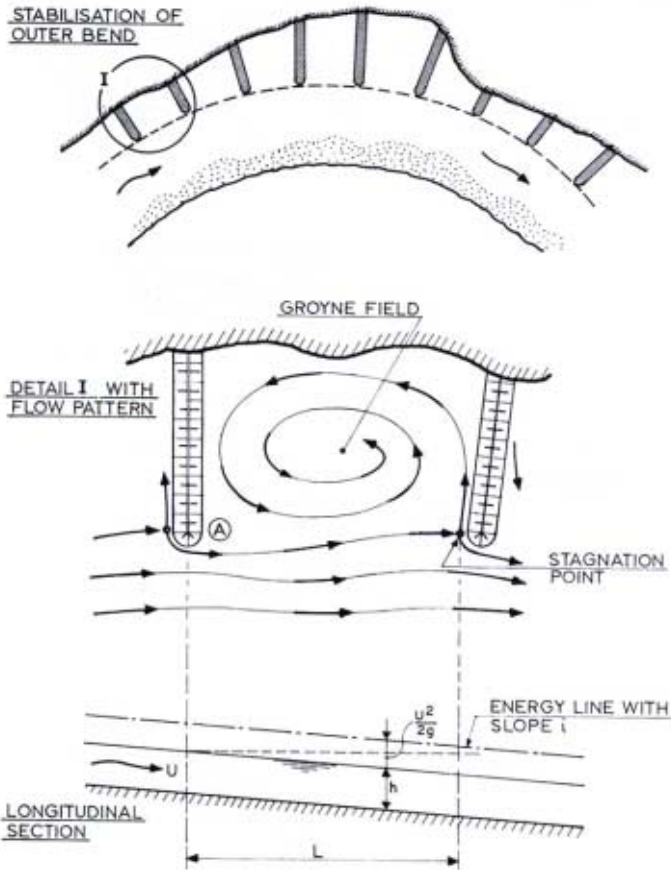 STABILISATION OF
OUTER BEND
I
GROYNE FIELD
DETAIL I WITH
FLOW PATTERN
A
STAGNATION
POINT
ENERGY LINE WITH
SLOPE i
U²
2g
U
h
LONGITUDINAL
SECTION
L